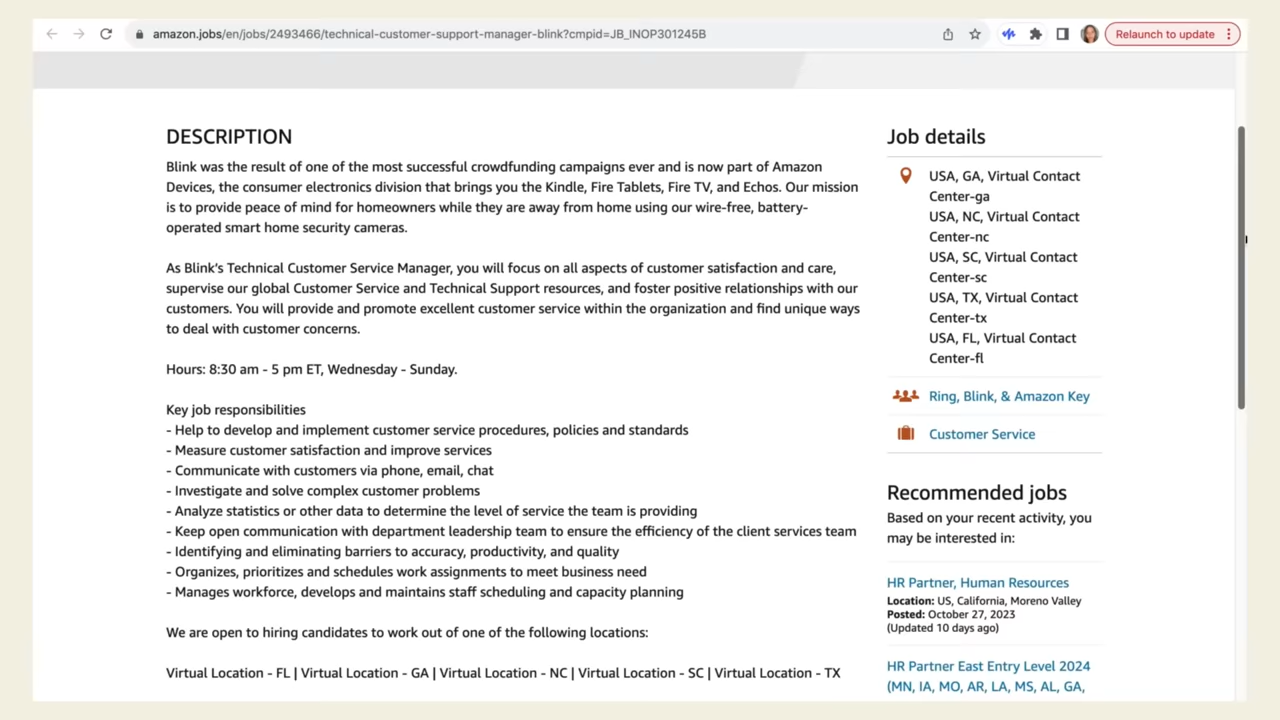 amazon.jobs/en/jobs/2493466/technical-customer-support-manager-blink?cmpid=JB_INOP301245B
Relaunch to update
DESCRIPTION
Blink was the result of one of the most successful crowdfunding campaigns ever and is now part of Amazon
Devices, the consumer electronics division that brings you the Kindle, Fire Tablets, Fire TV, and Echos. Our mission
is to provide peace of mind for homeowners while they are away from home using our wire-free, battery-
operated smart home security cameras.
As Blink's Technical Customer Service Manager, you will focus on all aspects of customer satisfaction and care,
supervise our global Customer Service and Technical Support resources, and foster positive relationships with our
customers. You will provide and promote excellent customer service within the organization and find unique ways
to deal with customer concerns.
Hours: 8:30 am - 5 pm ET, Wednesday - Sunday.
Key job responsibilities
- Help to develop and implement customer service procedures, policies and standards
- Measure customer satisfaction and improve services
- Communicate with customers via phone, email, chat
- Investigate and solve complex customer problems
- Analyze statistics or other data to determine the level of service the team is providing
- Keep open communication with department leadership team to ensure the efficiency of the client services team
- Identifying and eliminating barriers to accuracy, productivity, and quality
- Organizes, prioritizes and schedules work assignments to meet business need
- Manages workforce, develops and maintains staff scheduling and capacity planning
We are open to hiring candidates to work out of one of the following locations:
Virtual Location - FL | Virtual Location - GA | Virtual Location - NC | Virtual Location - SC | Virtual Location - TX
Job details
USA, GA, Virtual Contact
Center-ga
USA, NC, Virtual Contact
Center-nc
USA, SC, Virtual Contact
Center-sc
USA, TX, Virtual Contact
Center-tx
USA, FL, Virtual Contact
Center-fl
Ring, Blink, & Amazon Key
Customer Service
Recommended jobs
Based on your recent activity, you
may be interested in:
HR Partner, Human Resources
Location: US, California, Moreno Valley
Posted: October 27, 2023
(Updated 10 days ago)
HR Partner East Entry Level 2024
(MN, IA, MO, AR, LA, MS, AL, GA,